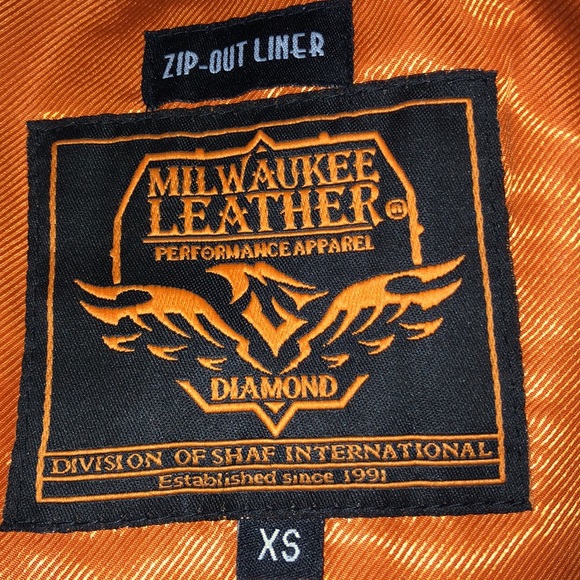 ZIP-OUT LINER
MILWAUKEE
LEATHER®
PERFORMANCE APPAREL
DIAMOND
DIVISION OF SHAF INTERNATIONAL
Established since 1991
XS